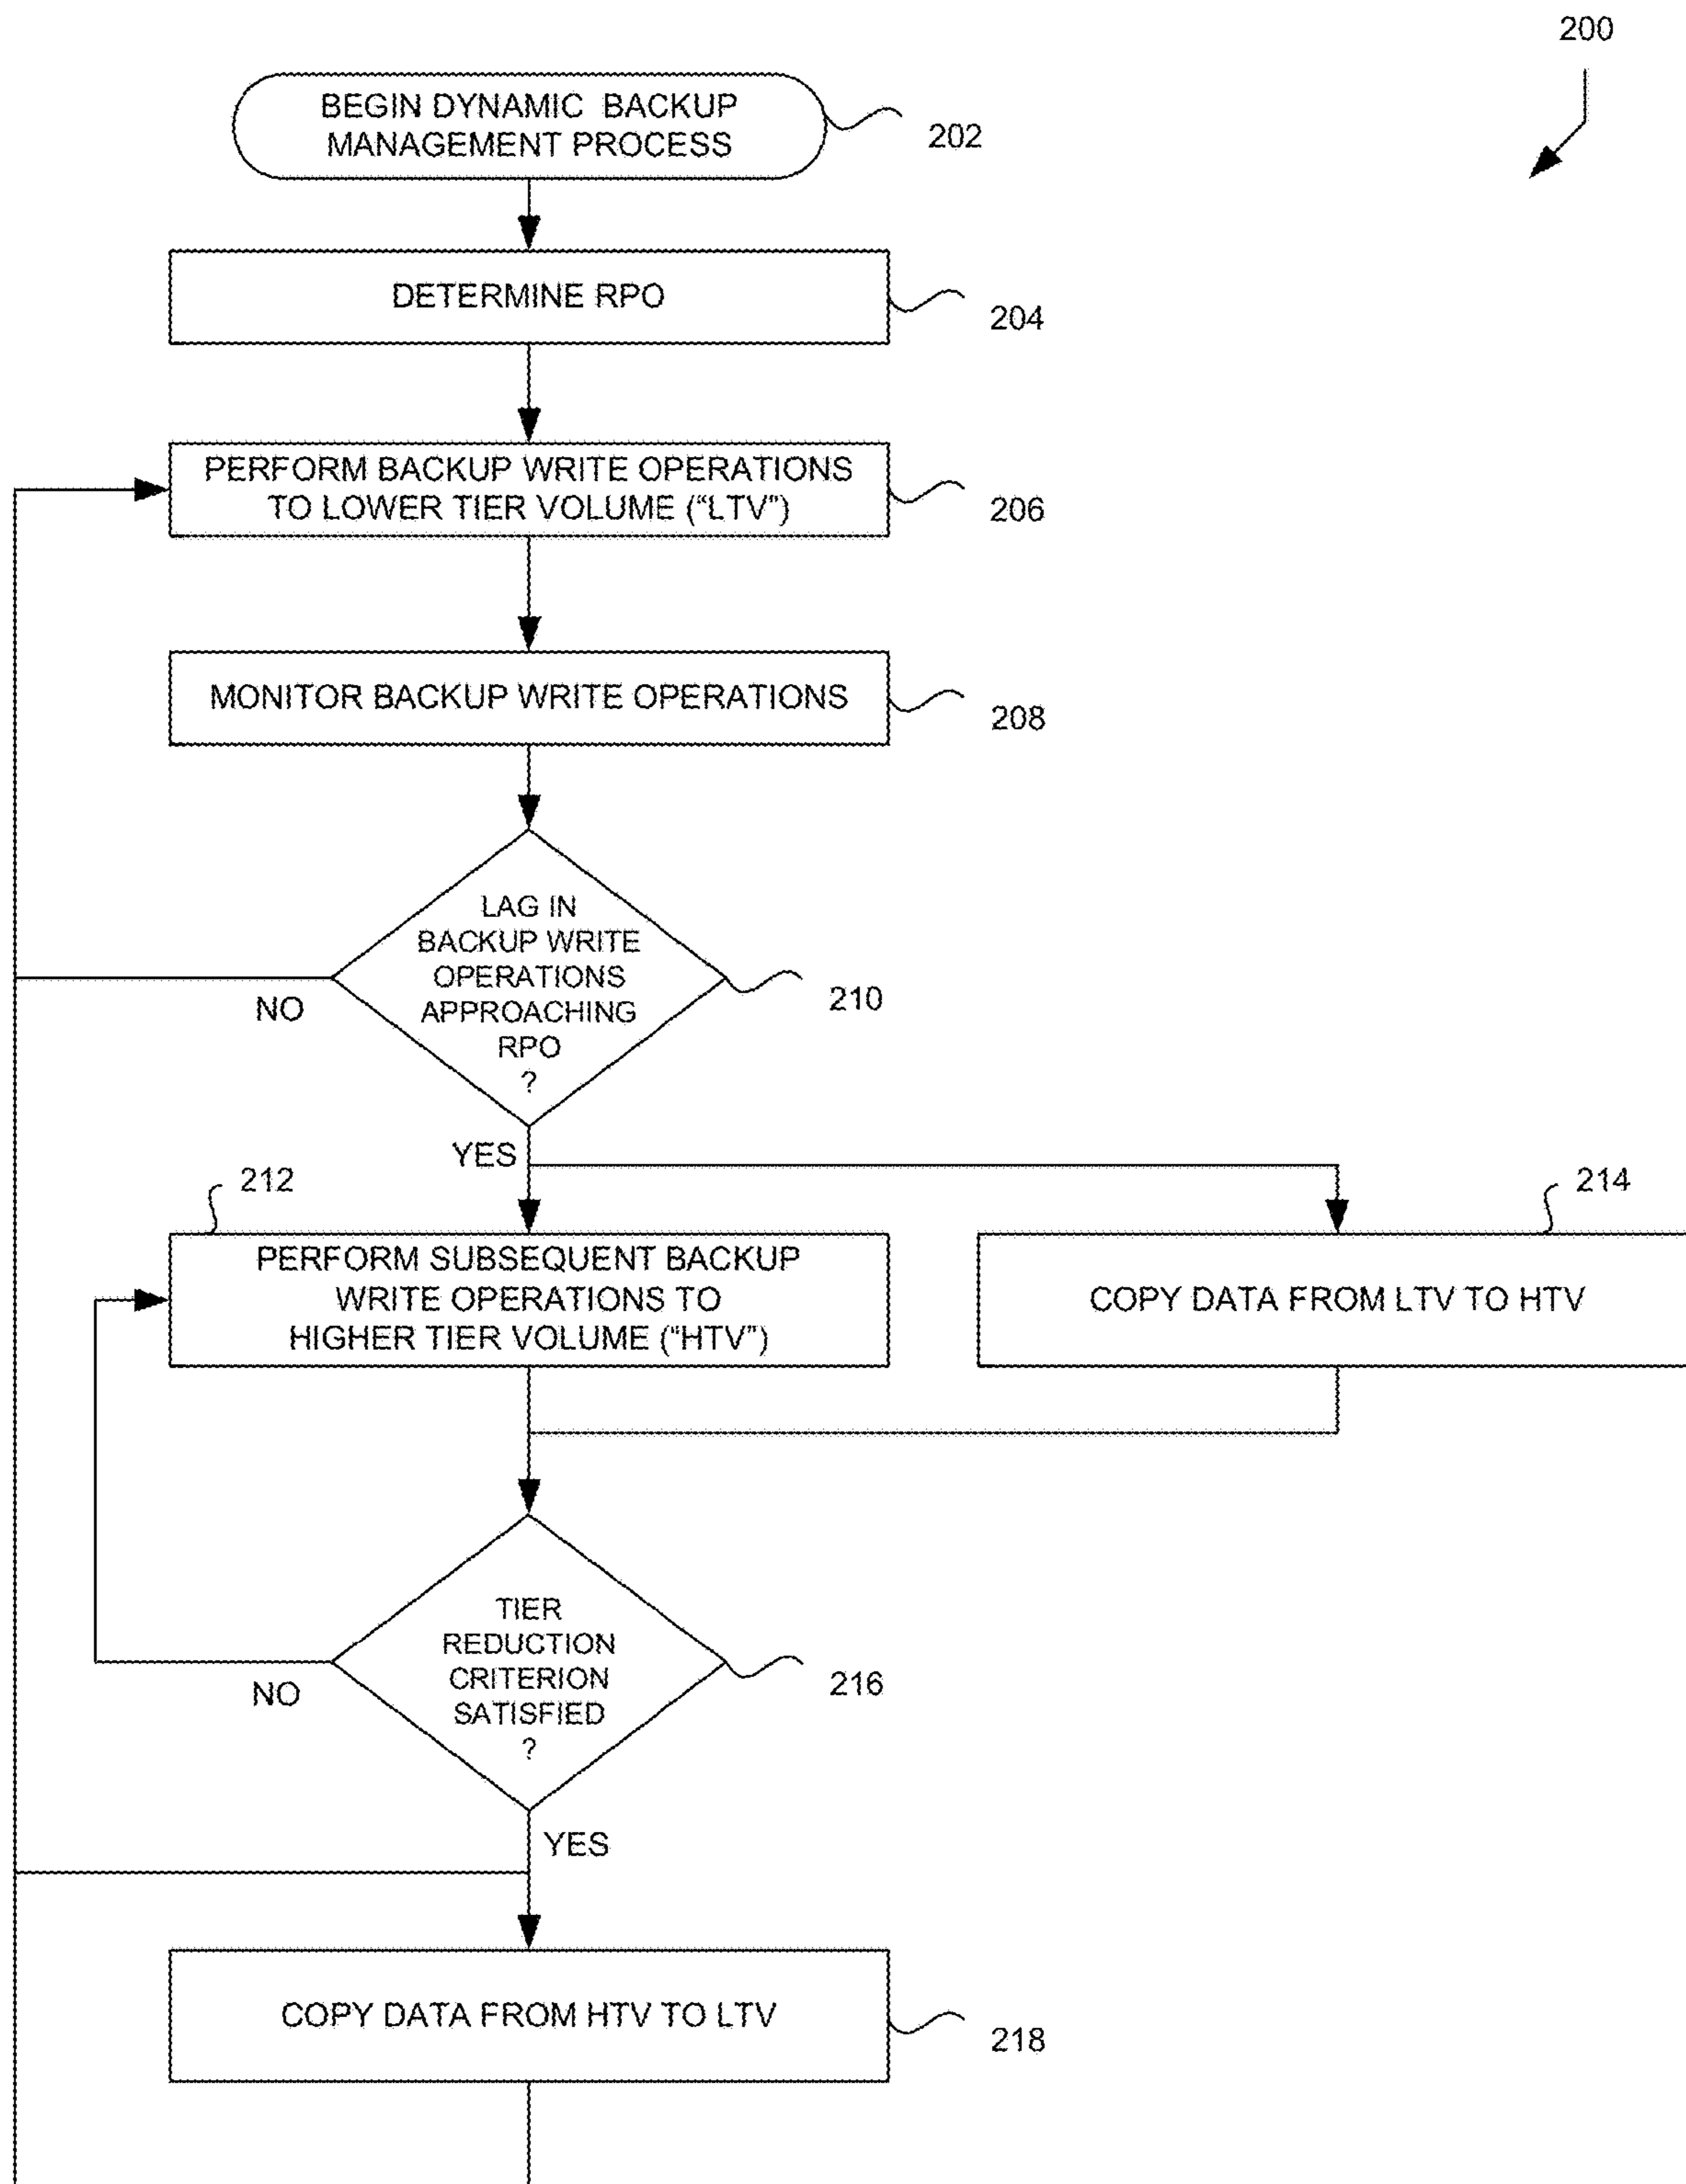 200
BEGIN DYNAMIC BACKUP
MANAGEMENT PROCESS
202
DETERMINE RPO
204
PERFORM BACKUP WRITE OPERATIONS
TO LOWER TIER VOLUME ("LTV")
206
MONITOR BACKUP WRITE OPERATIONS
208
LAG IN
BACKUP WRITE
OPERATIONS
APPROACHING
RPO
?
210
NO
YES
212
214
PERFORM SUBSEQUENT BACKUP
WRITE OPERATIONS TO
HIGHER TIER VOLUME ("HTV")
COPY DATA FROM LTV TO HTV
TIER
REDUCTION
CRITERION
SATISFIED
?
216
NO
YES
COPY DATA FROM HTV TO LTV
218